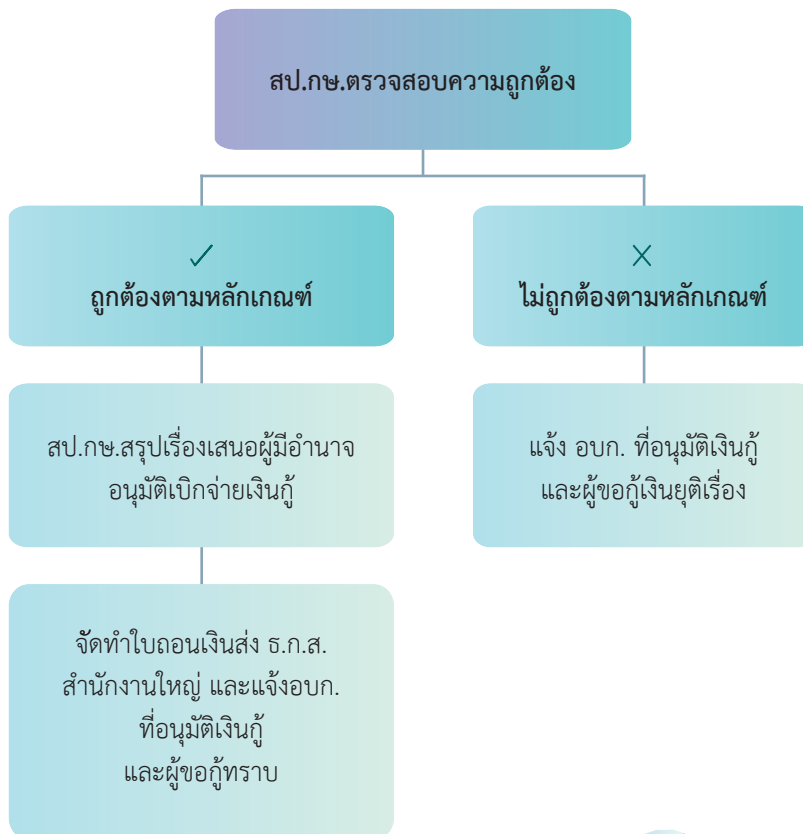 สป.กษ.ตรวจสอบความถูกต้อง
✓
ถูกต้องตามหลักเกณฑ์
สป.กษ.สรุปเรื่องเสนอผู้มีอำนาจ
อนุมัติเบิกจ่ายเงินกู้
จัดทำใบถอนเงินส่ง ธ.ก.ส.
สำนักงานใหญ่ และแจ้งอบก.
ที่อนุมัติเงินกู้
และผู้ขอกู้ทราบ
✕
ไม่ถูกต้องตามหลักเกณฑ์
แจ้ง อบก. ที่อนุมัติเงินกู้
และผู้ขอกู้เงินยุติเรื่อง